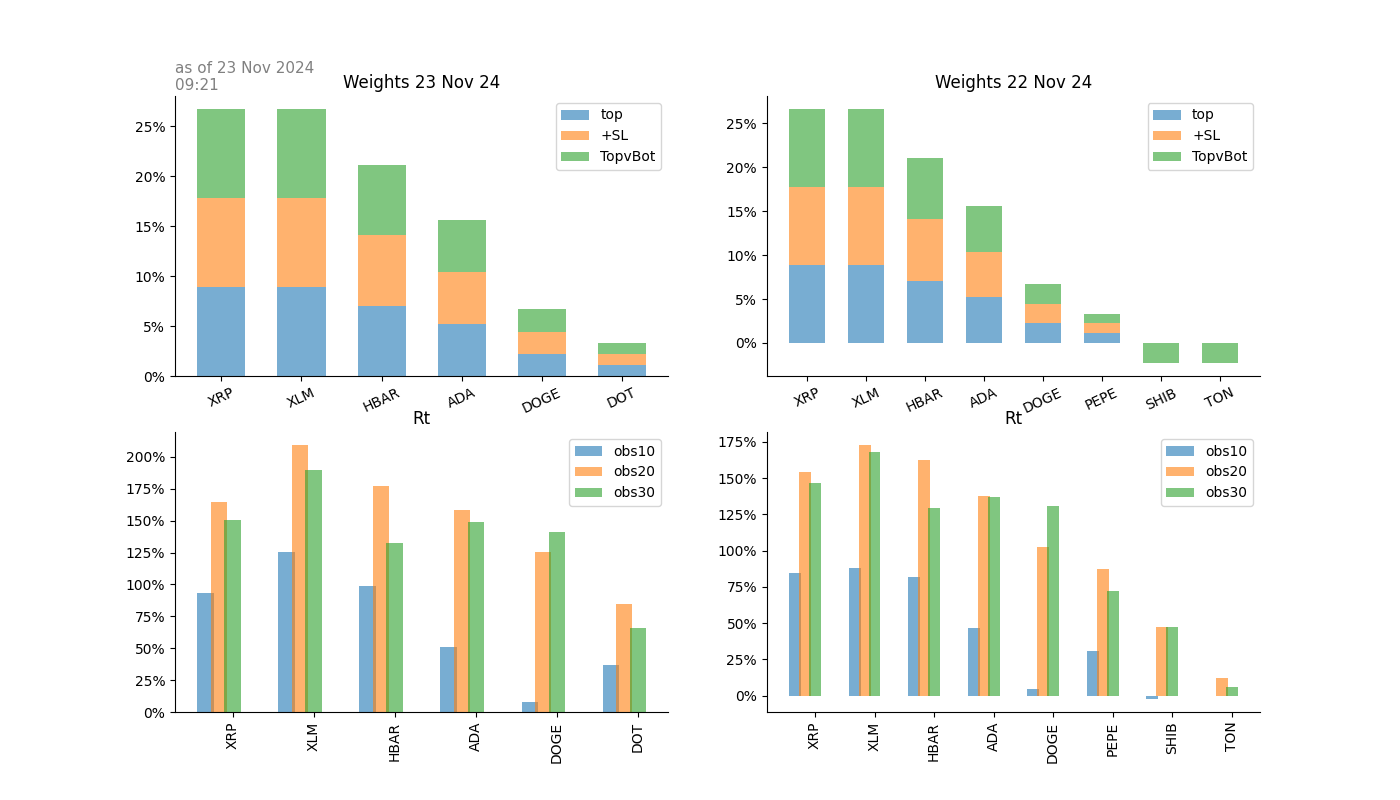 as of 23 Nov 2024
09:21
Weights 23 Nov 24
25%
20%
15%
10%
5%
0%
top
+SL
TopvBot
XRP
XLM
HBAR
ADA
DOGE
DOT
Weights 22 Nov 24
25%
20%
15%
10%
5%
0%
top
+SL
TopvBot
XRP
XLM
HBAR
ADA
DOGE
PEPE
SHIB
TON
Rt
200%
175%
150%
125%
100%
75%
50%
25%
0%
obs10
obs20
obs30
XRP
XLM
HBAR
ADA
DOGE
DOT
Rt
175%
150%
125%
100%
75%
50%
25%
0%
obs10
obs20
obs30
XRP
XLM
HBAR
ADA
DOGE
PEPE
SHIB
TON